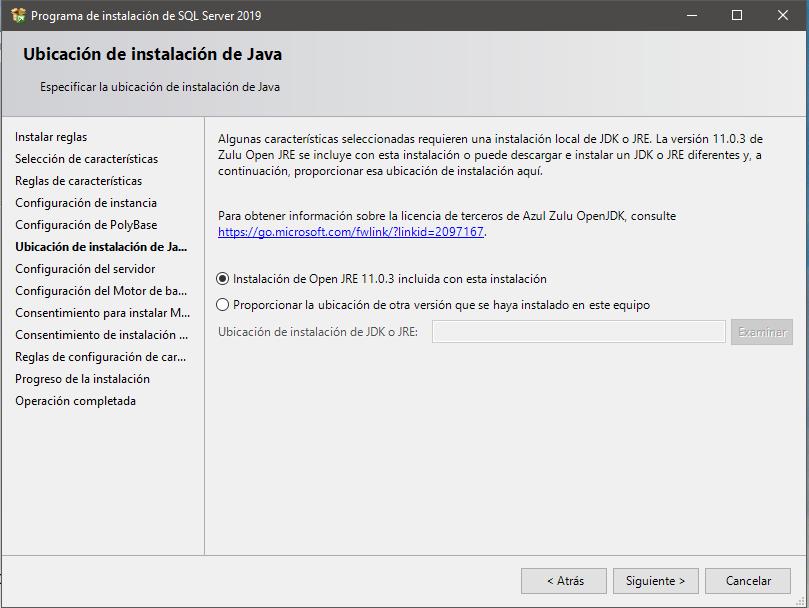 Programa de instalación de SQL Server 2019
Ubicación de instalación de Java
Especificar la ubicación de instalación de Java
Instalar reglas
Selección de características
Reglas de características
Configuración de instancia
Configuración de PolyBase
Ubicación de instalación de Ja...
Configuración del servidor
Configuración del Motor de ba...
Consentimiento para instalar M...
Consentimiento de instalación ...
Reglas de configuración de car...
Progreso de la instalación
Operación completada
Algunas características seleccionadas requieren una instalación local de JDK o JRE. La versión 11.0.3 de
Zulu Open JRE se incluye con esta instalación o puede descargar e instalar un JDK o JRE diferentes y, a
continuación, proporcionar esa ubicación de instalación aquí.
Para obtener información sobre la licencia de terceros de Azul Zulu OpenJDK, consulte
https://go.microsoft.com/fwlink/?linkid=2097167.
Instalación de Open JRE 11.0.3 incluida con esta instalación
Proporcionar la ubicación de otra versión que se haya instalado en este equipo
Ubicación de instalación de JDK o JRE:
Examinar
< Atrás
Siguiente >
Cancelar